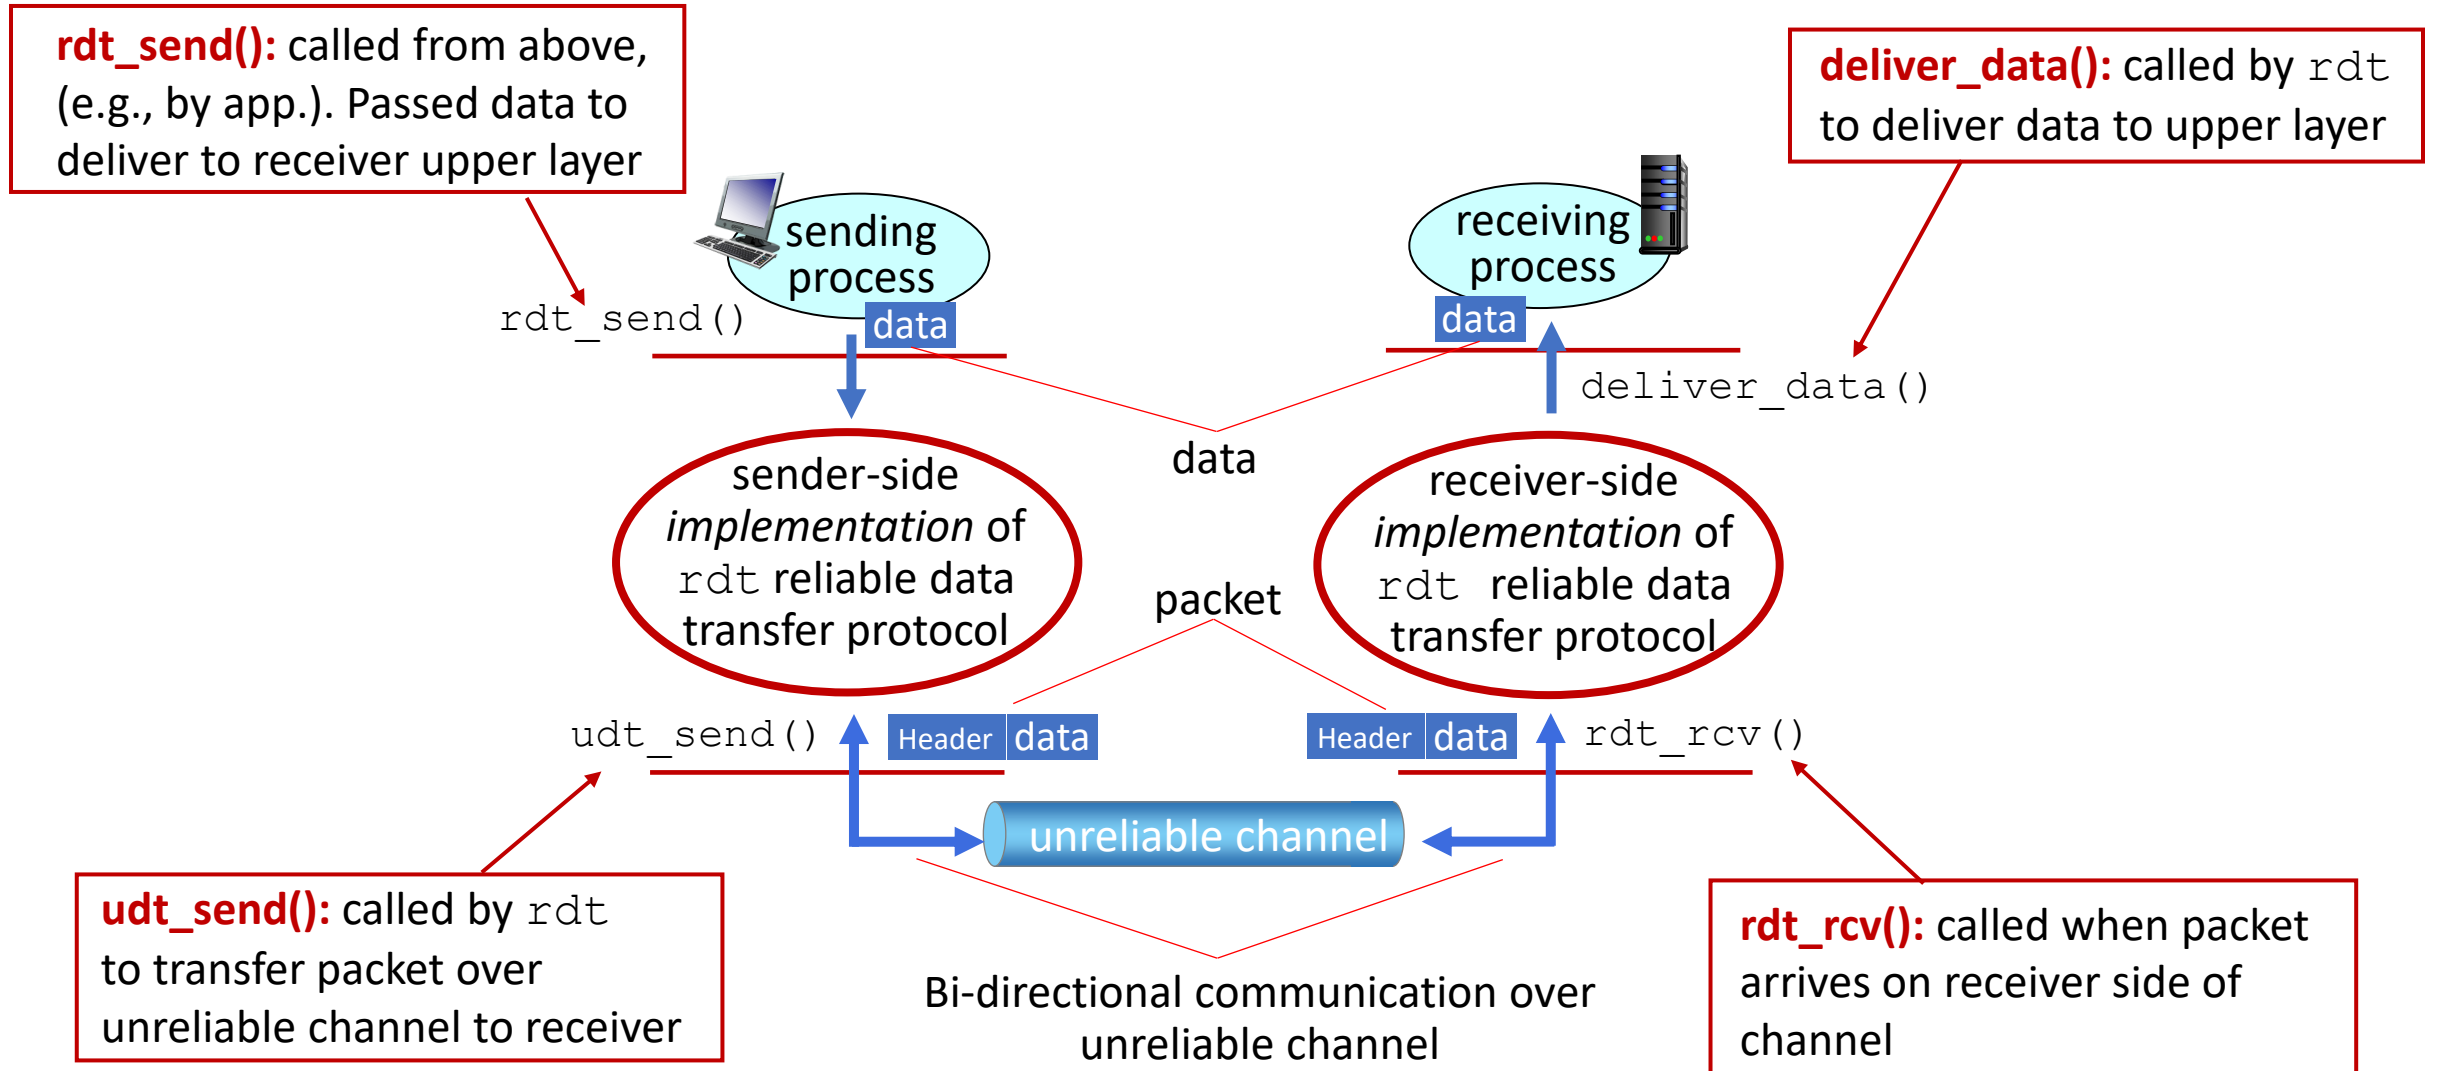 rdt_send(): called from above,
(e.g., by app.). Passed data to
deliver to receiver upper layer
deliver_data(): called by rdt
to deliver data to upper layer
sending
process
receiving
process
rdt_send()
data
data
deliver_data()
data
sender-side
implementation of
rdt reliable data
transfer protocol
receiver-side
implementation of
rdt reliable data
transfer protocol
packet
udt_send()
Header data
Header data
rdt_rcv()
unreliable channel
udt_send(): called by rdt
to transfer packet over
unreliable channel to receiver
Bi-directional communication over
unreliable channel
rdt_rcv(): called when packet
arrives on receiver side of
channel